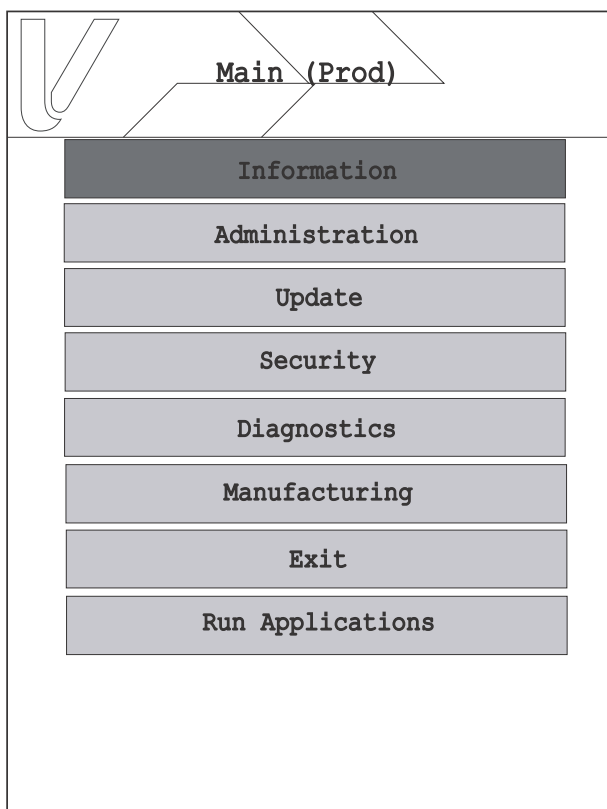 Main (Prod)
Information
Administration
Update
Security
Diagnostics
Manufacturing
Exit
Run Applications